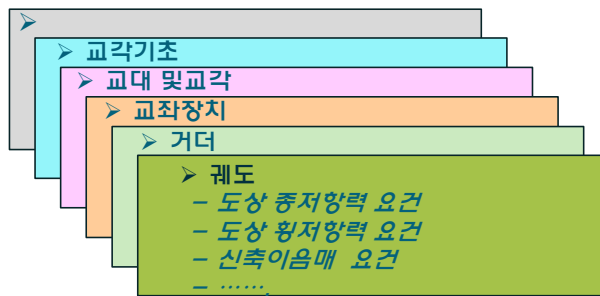 ➢
➢ 교각기초
➢ 교대 및교각
➢ 교좌장치
➢ 거더
➢ 궤도
– 도상 종저항력 요건
– 도상 횡저항력 요건
– 신축이음매 요건
– …….